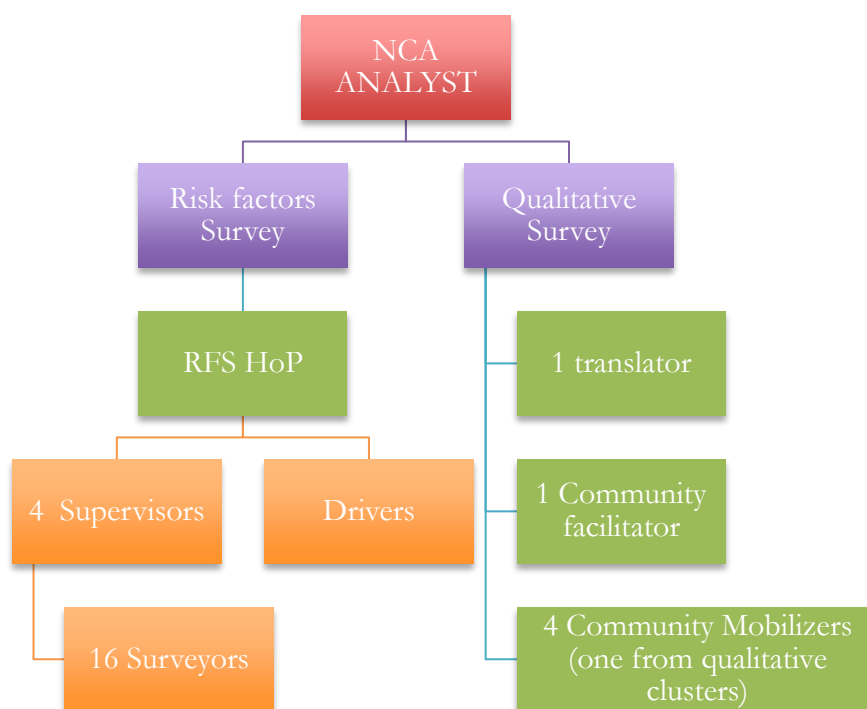 NCA
ANALYST
Risk factors
Survey
Qualitative
Survey
RFS HoP
1 translator
4 Supervisors
Drivers
1 Community
facilitator
16 Surveyors
4 Community Mobilizers
(one from qualitative
clusters)